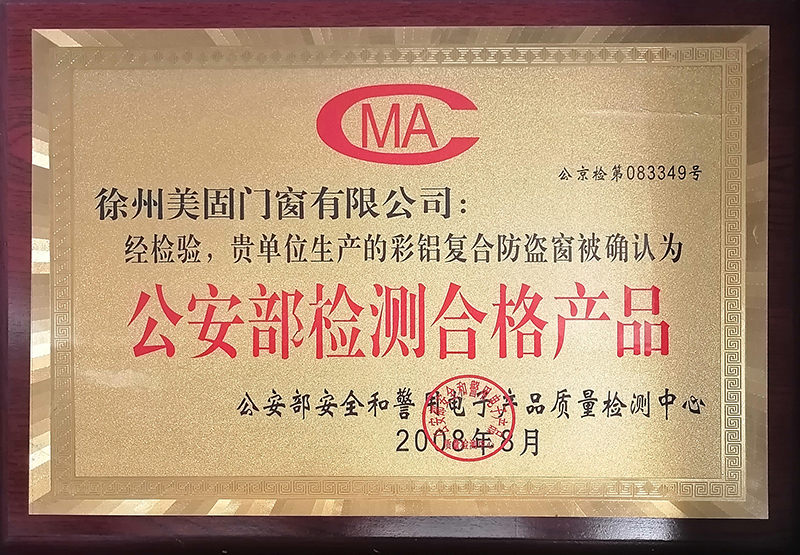 CMA
公京检第083349号
徐州美固门窗有限公司：
经检验，贵单位生产的彩铝复合防盗窗被确认为
公安部检测合格产品
公安部安全和警用电子产品质量检测中心
2008年8月